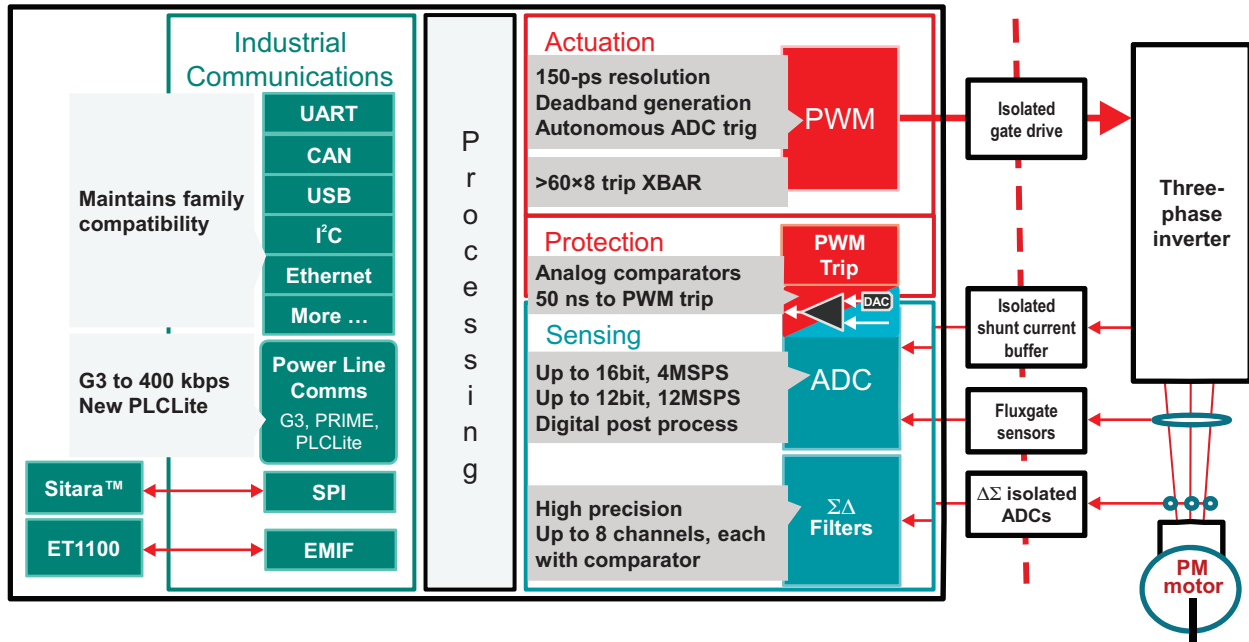 Industrial
Communications
UART
CAN
USB
I²C
Ethernet
More ...
Maintains family
compatibility
Power Line
Comms
G3, PRIME,
PLCLite
G3 to 400 kbps
New PLCLite
Sitara™
SPI
ET1100
EMIF
Processing
Actuation
150-ps resolution
Deadband generation
Autonomous ADC trig
>60×8 trip XBAR
PWM
Protection
Analog comparators
50 ns to PWM trip
PWM
Trip
DAC
Sensing
Up to 16bit, 4MSPS
Up to 12bit, 12MSPS
Digital post process
ADC
High precision
Up to 8 channels, each
with comparator
ΣΔ
Filters
Isolated
gate drive
Three-
phase
inverter
Isolated
shunt current
buffer
Fluxgate
sensors
ΔΣ isolated
ADCs
PM
motor